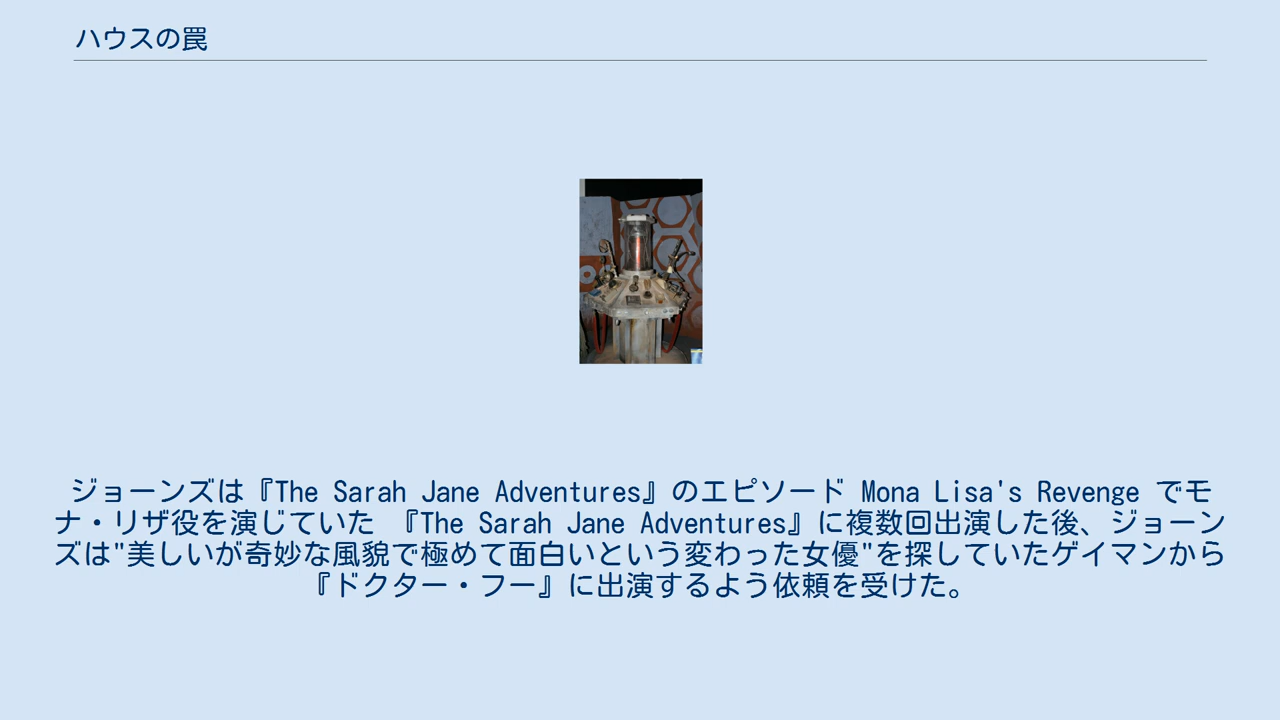 ハウスの罠
ジョーンズは『The Sarah Jane Adventures』のエピソード Mona Lisa's Revenge でモ
ナ・リザ役を演じていた 『The Sarah Jane Adventures』に複数回出演した後、ジョーン
ズは"美しいが奇妙な風貌で極めて面白いという変わった女優"を探していたゲイマンから
『ドクター・フー』に出演するよう依頼を受けた。